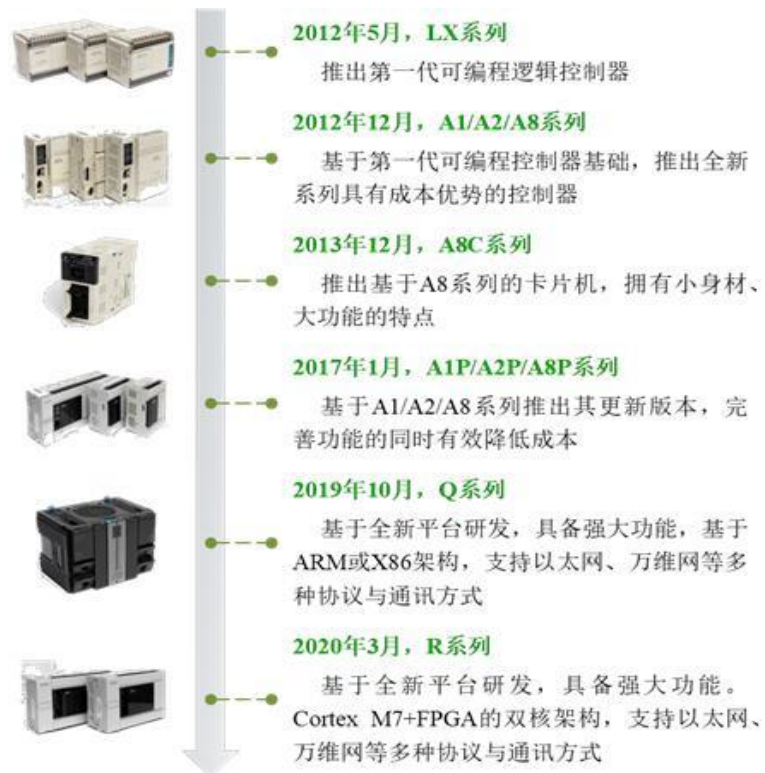 2012年5月，LX系列
推出第一代可编程逻辑控制器
2012年12月，A1/A2/A8系列
基于第一代可编程控制器基础，推出全新
系列具有成本优势的控制器
2013年12月，A8C系列
推出基于A8系列的卡片机，拥有小身材、
大功能的特点
2017年1月，A1P/A2P/A8P系列
基于A1/A2/A8系列推出其更新版本，完
善功能的同时有效降低成本
2019年10月，Q系列
基于全新平台研发，具备强大功能，基于
ARM或X86架构，支持以太网、万维网等多
种协议与通讯方式
2020年3月，R系列
基于全新平台研发，具备强大功能。
Cortex M7+FPGA的双核架构，支持以太网、
万维网等多种协议与通讯方式